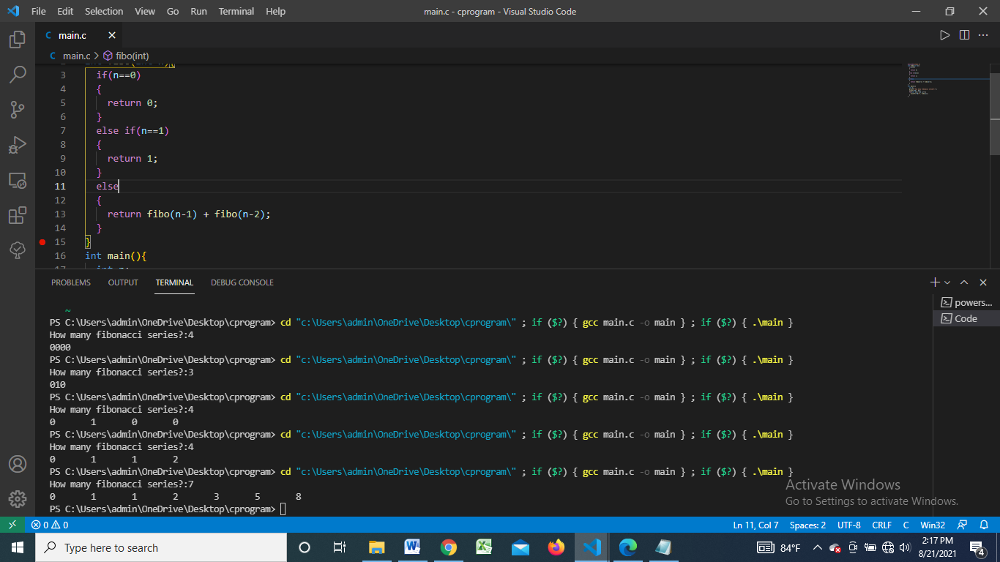 File Edit Selection View Go Run Terminal Help main.c - cprogram - Visual Studio Code
C main.c
C main.c > fibo(int)
3 if(n==0)
4 {
5 return 0;
6 }
7 else if(n==1)
8 {
9 return 1;
10 }
11 else
12 {
13 return fibo(n-1) + fibo(n-2);
14 }
15 }
16 int main(){
PROBLEMS OUTPUT TERMINAL DEBUG CONSOLE
powers...
Code
~
PS C:\Users\admin\OneDrive\Desktop\cprogram> cd "c:\Users\admin\OneDrive\Desktop\cprogram\" ; if ($?) { gcc main.c -o main } ; if ($?) { .\main }
How many fibonacci series?:4
0000
PS C:\Users\admin\OneDrive\Desktop\cprogram> cd "c:\Users\admin\OneDrive\Desktop\cprogram\" ; if ($?) { gcc main.c -o main } ; if ($?) { .\main }
How many fibonacci series?:3
010
PS C:\Users\admin\OneDrive\Desktop\cprogram> cd "c:\Users\admin\OneDrive\Desktop\cprogram\" ; if ($?) { gcc main.c -o main } ; if ($?) { .\main }
How many fibonacci series?:4
0 1 0 0
PS C:\Users\admin\OneDrive\Desktop\cprogram> cd "c:\Users\admin\OneDrive\Desktop\cprogram\" ; if ($?) { gcc main.c -o main } ; if ($?) { .\main }
How many fibonacci series?:4
0 1 1 2
PS C:\Users\admin\OneDrive\Desktop\cprogram> cd "c:\Users\admin\OneDrive\Desktop\cprogram\" ; if ($?) { gcc main.c -o main } ; if ($?) { .\main }
How many fibonacci series?:7
0 1 1 2 3 5 8
PS C:\Users\admin\OneDrive\Desktop\cprogram>
Activate Windows
Go to Settings to activate Windows.
0 0 Ln 11, Col 7 Spaces: 2 UTF-8 CRLF C Win32
Type here to search 84°F 2:17 PM
8/21/2021 4